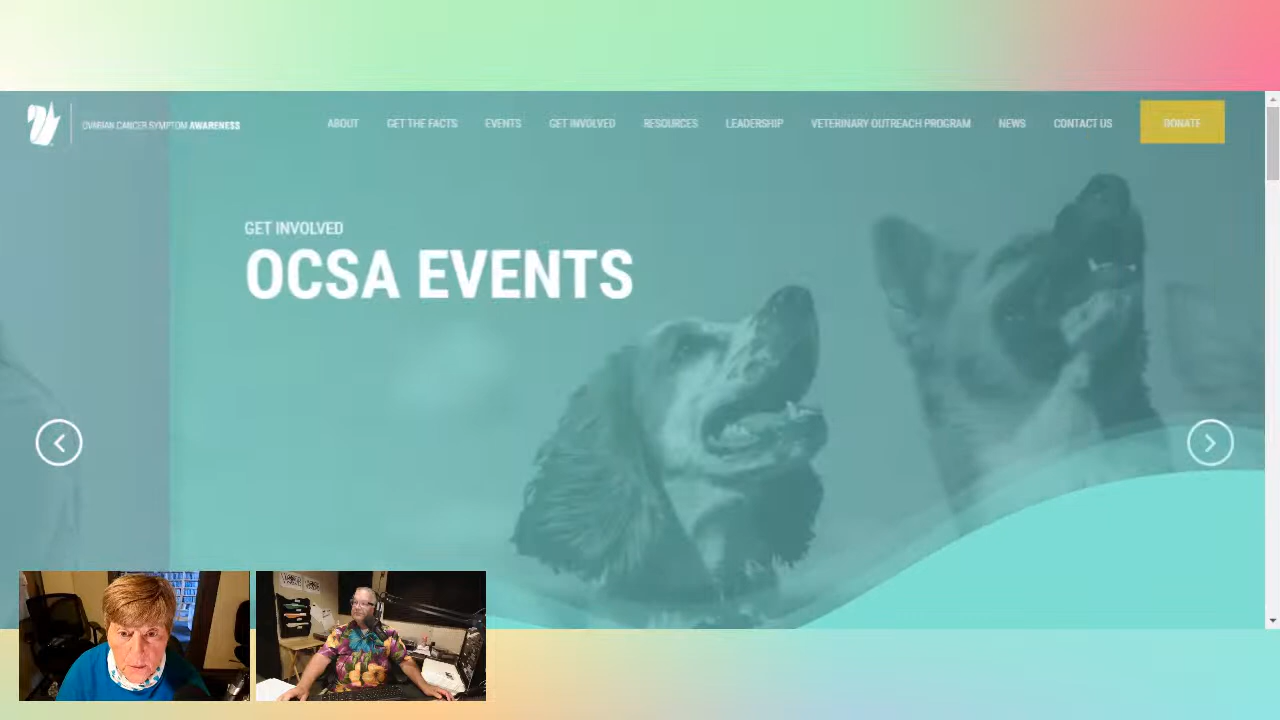 OVARIAN CANCER SYMPTOM AWARENESS
ABOUT
GET THE FACTS
EVENTS
GET INVOLVED
RESOURCES
LEADERSHIP
VETERINARY OUTREACH PROGRAM
NEWS
CONTACT US
DONATE
GET INVOLVED
OCSA EVENTS